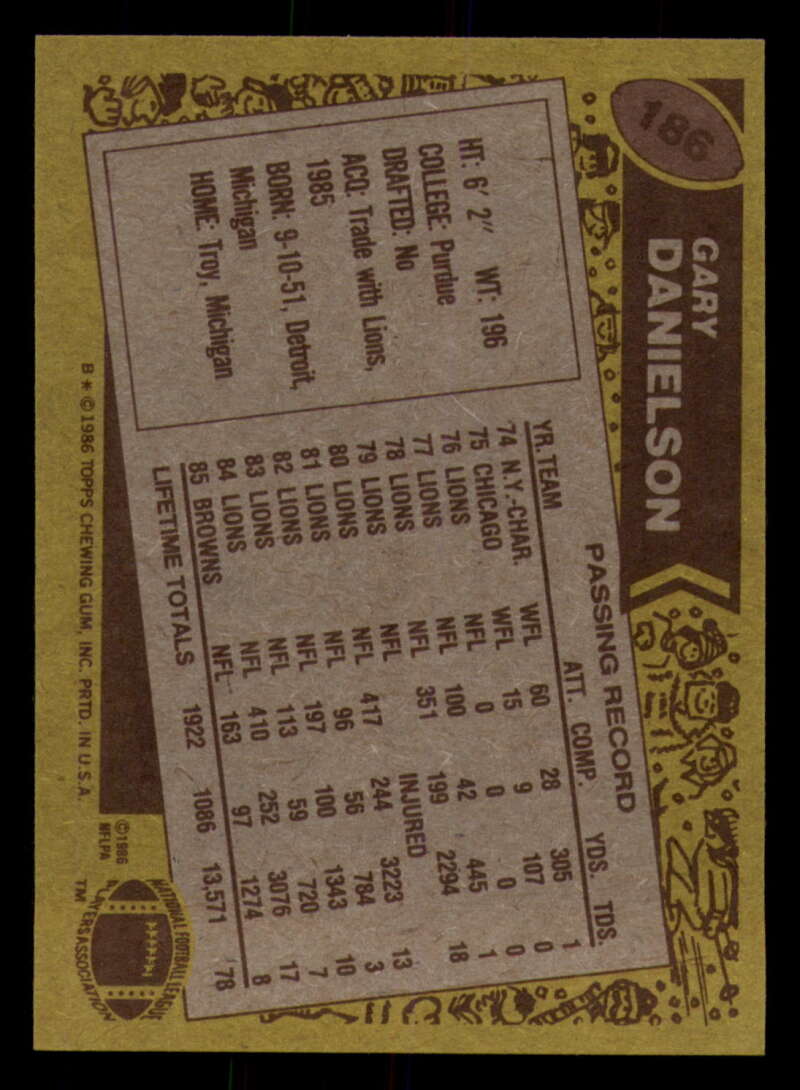 186
GARY
DANIELSON
HT: 6' 2" WT: 196
COLLEGE: Purdue
DRAFTED: No
ACQ: Trade with Lions,
1985
BORN: 9-10-51, Detroit,
Michigan
HOME: Troy, Michigan
PASSING RECORD
YR. TEAM ATT. COMP. YDS. TDS.
74 N.Y.-CHAR. WFL 60 28 305 1
75 CHICAGO WFL 15 9 107 0
76 LIONS NFL 0 0 0 0
77 LIONS NFL 100 42 445 1
78 LIONS NFL 351 199 2294 18
79 LIONS NFL INJURED
80 LIONS NFL 417 244 3223 13
81 LIONS NFL 96 56 784 3
82 LIONS NFL 197 100 1343 10
83 LIONS NFL 113 59 720 7
84 LIONS NFL 410 252 3076 17
85 BROWNS NFL 163 97 1274 8
LIFETIME TOTALS 1922 1086 13,571 78
B * © 1986 TOPPS CHEWING GUM, INC. PRTD. IN U.S.A.
© 1986
NFLPA
NATIONAL FOOTBALL LEAGUE
PLAYERS ASSOCIATION
TM